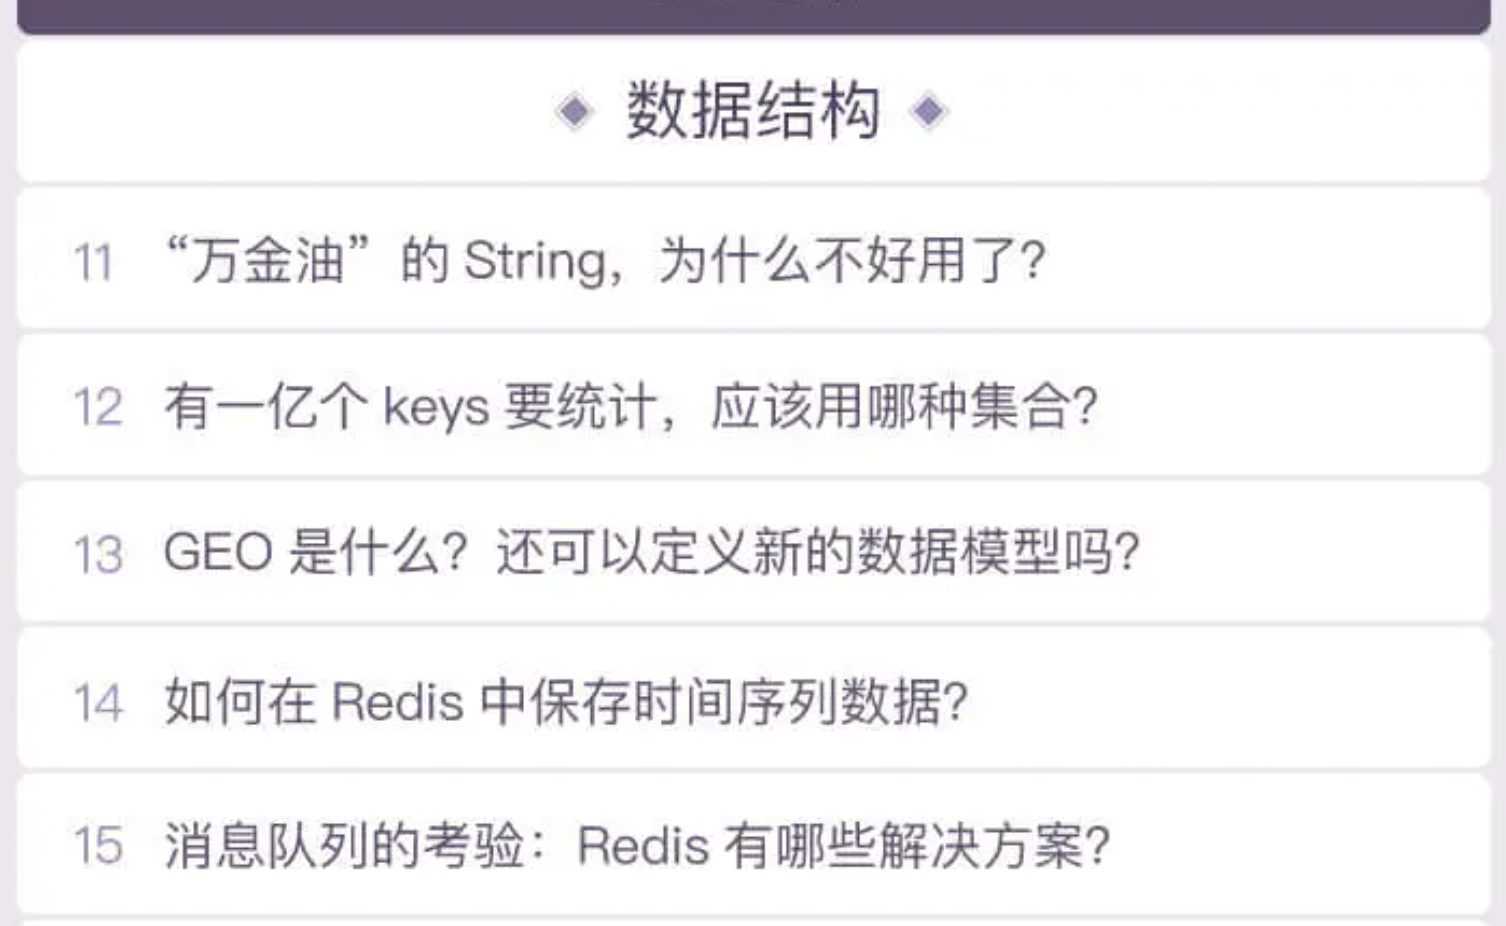 数据结构
11 “万金油”的 String，为什么不好用了？
12 有一亿个 keys 要统计，应该用哪种集合？
13 GEO 是什么？还可以定义新的数据模型吗？
14 如何在 Redis 中保存时间序列数据？
15 消息队列的考验：Redis 有哪些解决方案？